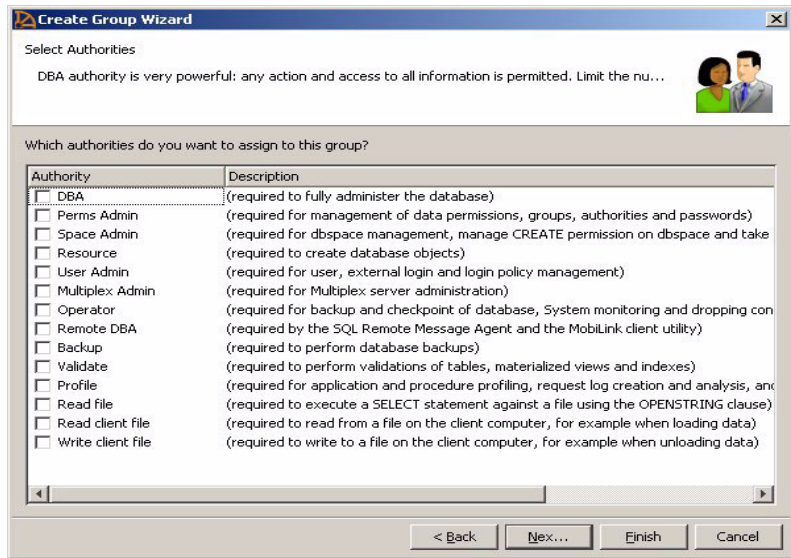 Create Group Wizard
Select Authorities
DBA authority is very powerful: any action and access to all information is permitted. Limit the nu...
Which authorities do you want to assign to this group?
Authority Description
DBA (required to fully administer the database)
Perms Admin (required for management of data permissions, groups, authorities and passwords)
Space Admin (required for dbspace management, manage CREATE permission on dbspace and take
Resource (required to create database objects)
User Admin (required for user, external login and login policy management)
Multiplex Admin (required for Multiplex server administration)
Operator (required for backup and checkpoint of database, System monitoring and dropping con
Remote DBA (required by the SQL Remote Message Agent and the MobiLink client utility)
Backup (required to perform database backups)
Validate (required to perform validations of tables, materialized views and indexes)
Profile (required for application and procedure profiling, request log creation and analysis, and
Read file (required to execute a SELECT statement against a file using the OPENSTRING clause)
Read client file (required to read from a file on the client computer, for example when loading data)
Write client file (required to write to a file on the client computer, for example when unloading data)
< Back Nex... Finish Cancel